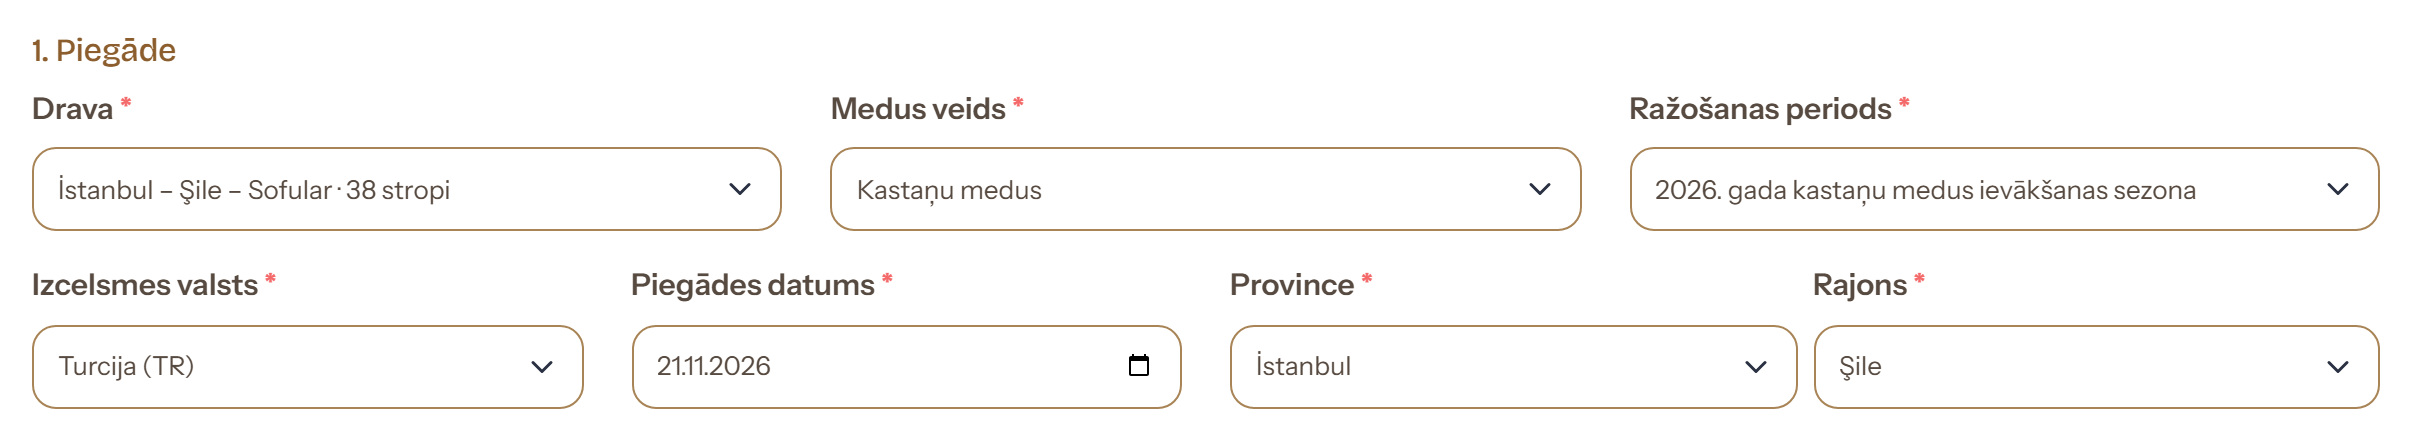 1. Piegāde
Drava *
Medus veids *
Ražošanas periods *
İstanbul – Şile – Sofular · 38 stropi
Kastaņu medus
2026. gada kastaņu medus ievākšanas sezona
Izcelsmes valsts *
Piegādes datums *
Province *
Rajons *
Turcija (TR)
21.11.2026
İstanbul
Şile